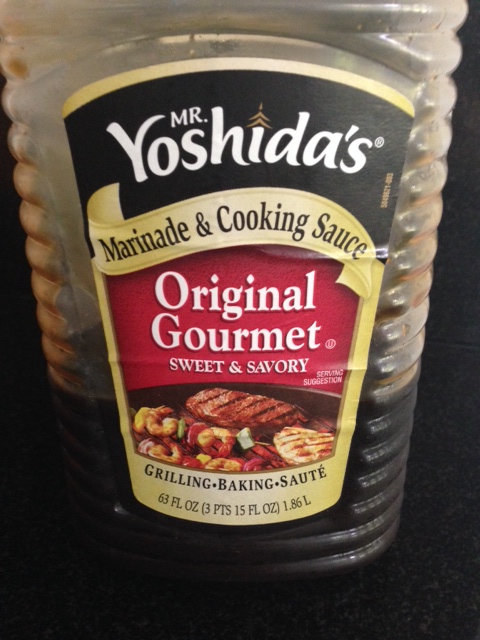 MR.
Yoshida's®
Marinade & Cooking Sauce
Original
Gourmet
SWEET & SAVORY
SERVING
SUGGESTION
GRILLING•BAKING•SAUTÉ
63 FL OZ (3 PTS 15 FL OZ) 1.86 L